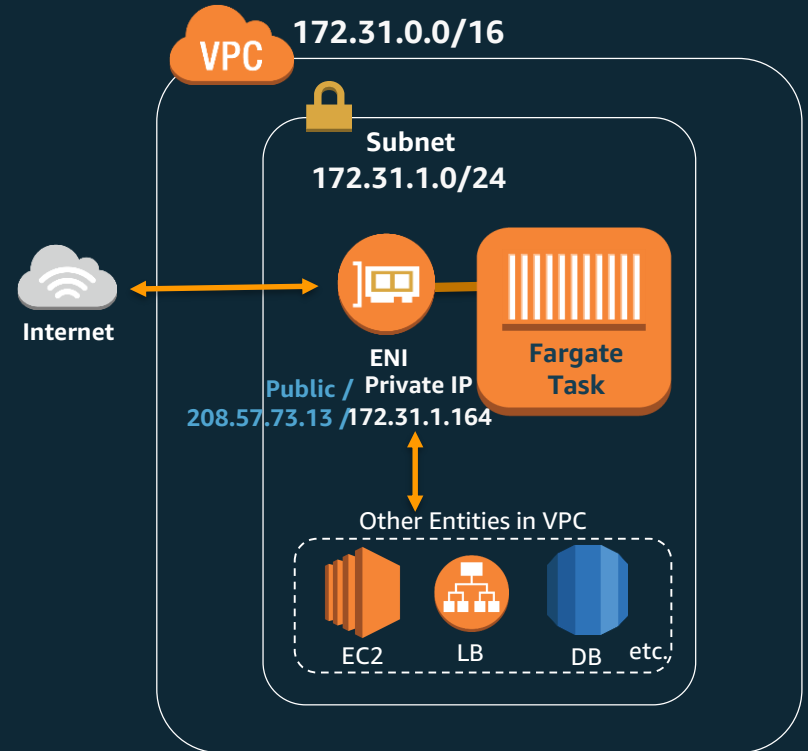 VPC
172.31.0.0/16
Subnet
172.31.1.0/24
Internet
ENI
Public / Private IP
208.57.73.13 /172.31.1.164
Fargate
Task
Other Entities in VPC
EC2
LB
DB
etc.